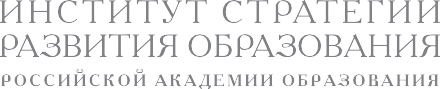 ИНСТИТУТ СТРАТЕГИИ
РАЗВИТИЯ ОБРАЗОВАНИЯ
РОССИЙСКОЙ АКАДЕМИИ ОБРАЗОВАНИЯ